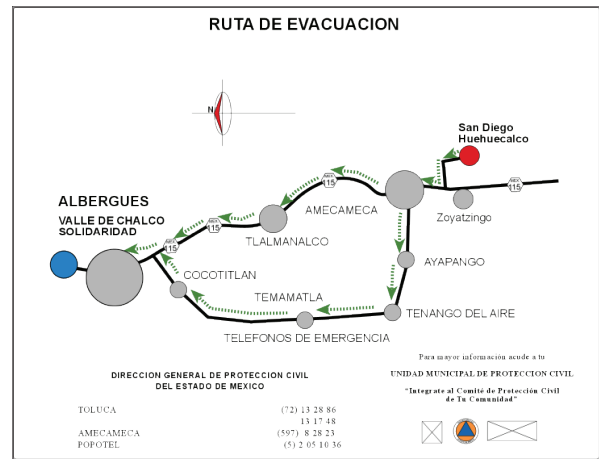 RUTA DE EVACUACION
N
San Diego
Huehuecalco
MEX
115
MEX
115
ALBERGUES
VALLE DE CHALCO
SOLIDARIDAD
AMECAMECA
Zoyatzingo
MEX
115
MEX
115
TLALMANALCO
AYAPANGO
COCOTITLAN
TEMAMATLA
TENANGO DEL AIRE
TELEFONOS DE EMERGENCIA
Para mayor información acude a tu
DIRECCION GENERAL DE PROTECCION CIVIL
DEL ESTADO DE MEXICO
UNIDAD MUNICIPAL DE PROTECCION CIVIL
"Integrate al Comité de Protección Civil
de Tu Comunidad"
TOLUCA (72) 13 28 86
13 17 48
AMECAMECA (597) 8 28 23
POPOTEL (5) 2 05 10 36